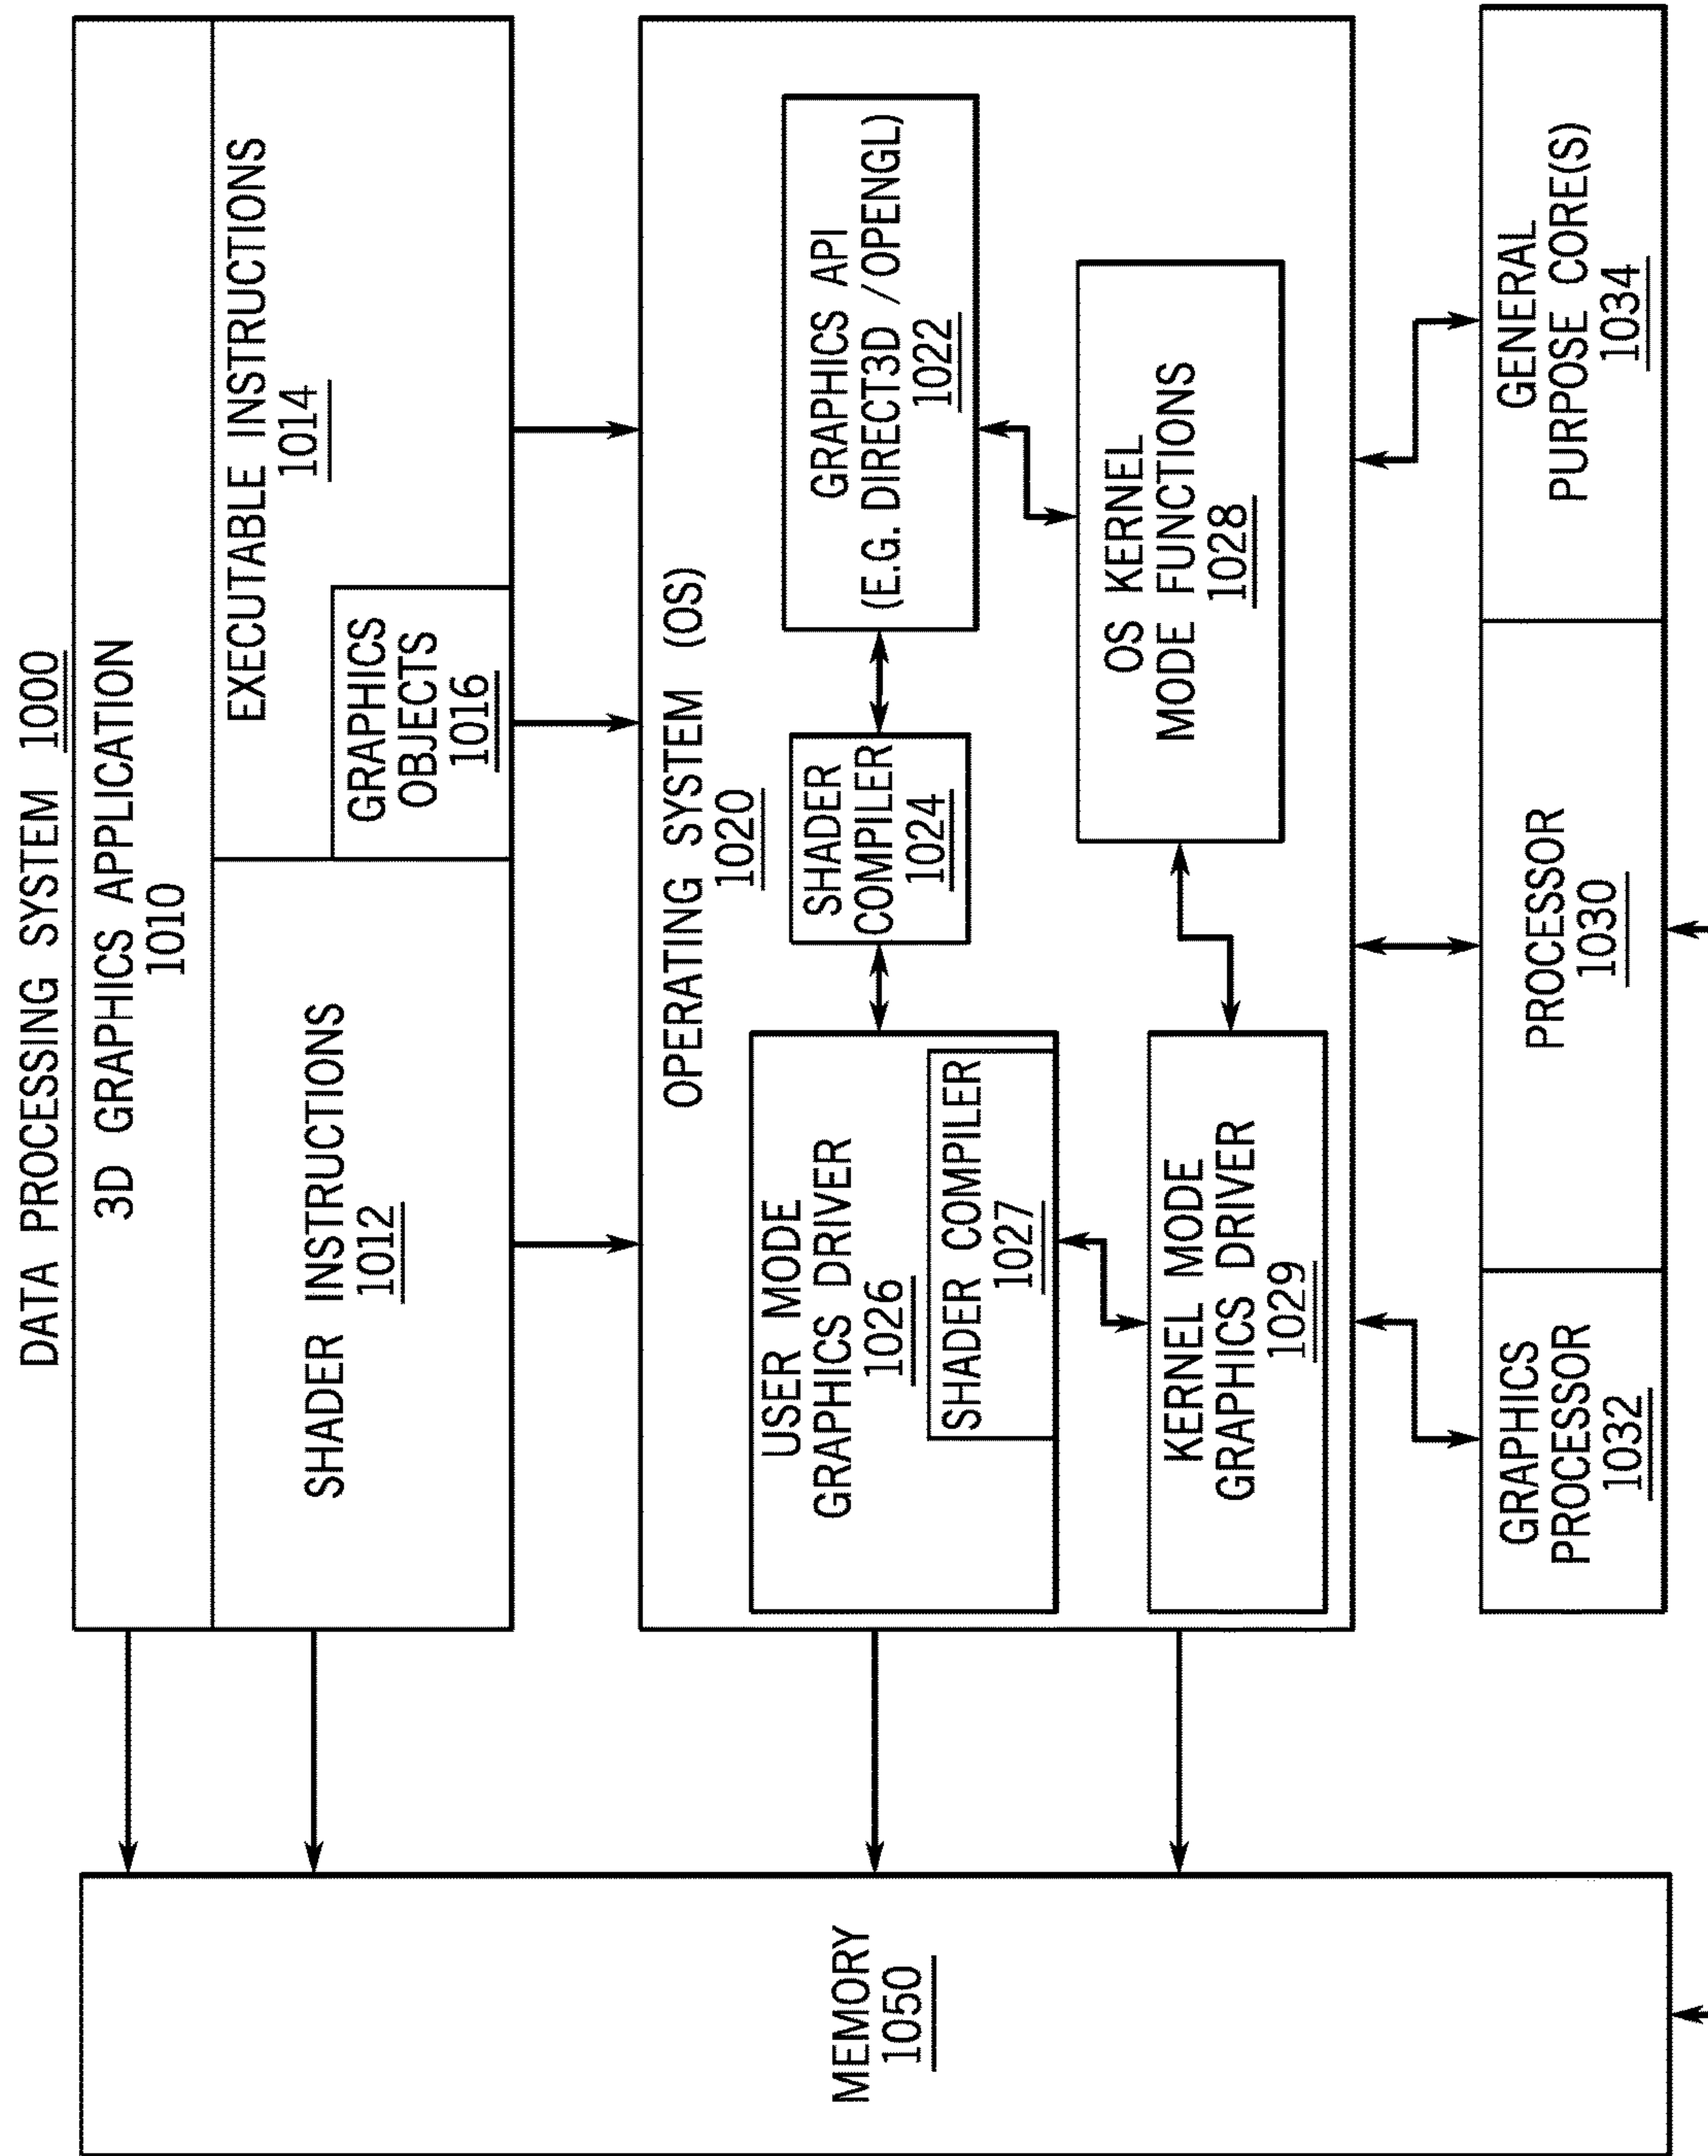 DATA PROCESSING SYSTEM 1000
3D GRAPHICS APPLICATION
1010
SHADER INSTRUCTIONS
1012
EXECUTABLE INSTRUCTIONS
1014
GRAPHICS
OBJECTS
1016
OPERATING SYSTEM (OS)
1020
USER MODE
GRAPHICS DRIVER
1026
SHADER COMPILER
1027
SHADER
COMPILER
1024
GRAPHICS API
(E.G. DIRECT3D /OPENGL)
1022
KERNEL MODE
GRAPHICS DRIVER
1029
OS KERNEL
MODE FUNCTIONS
1028
GRAPHICS
PROCESSOR
1032
PROCESSOR
1030
GENERAL
PURPOSE CORE(S)
1034
MEMORY
1050